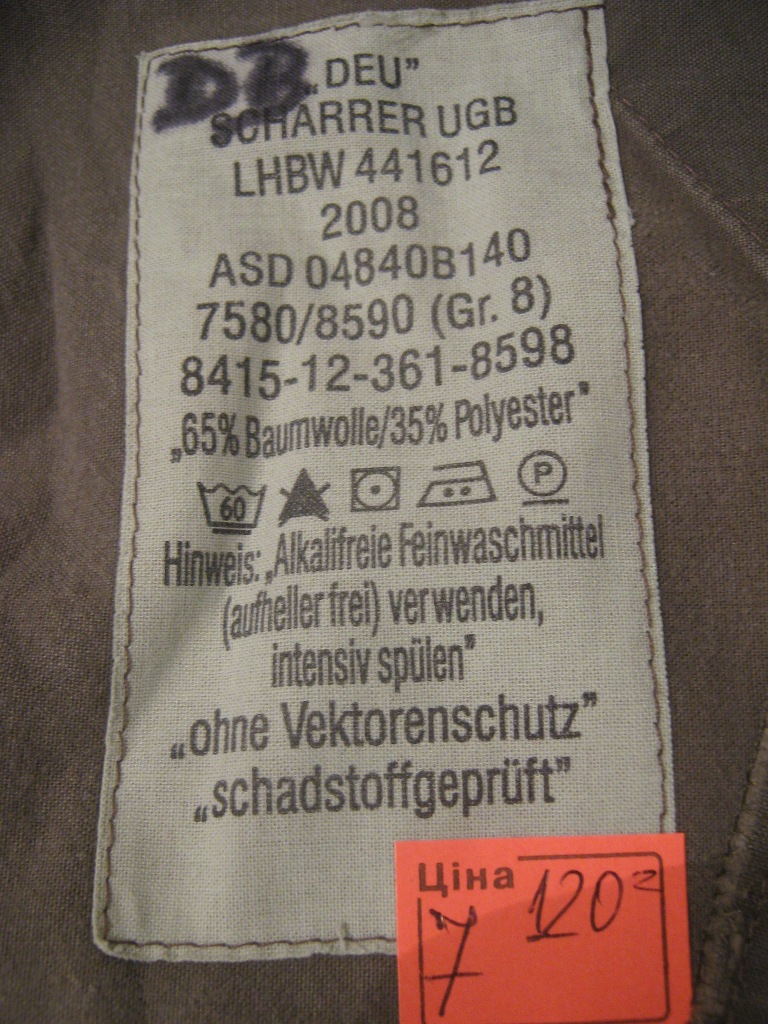 DB
„DEU”
SCHARRER UGB
LHBW 441612
2008
ASD 04840B140
7580/8590 (Gr. 8)
8415-12-361-8598
„65% Baumwolle/35% Polyester”
60 P
Hinweis: „Alkalifreie Feinwaschmittel
(aufheller frei) verwenden,
intensiv spülen”
„ohne Vektorenschutz”
„schadstoffgeprüft”
Ціна
120
7